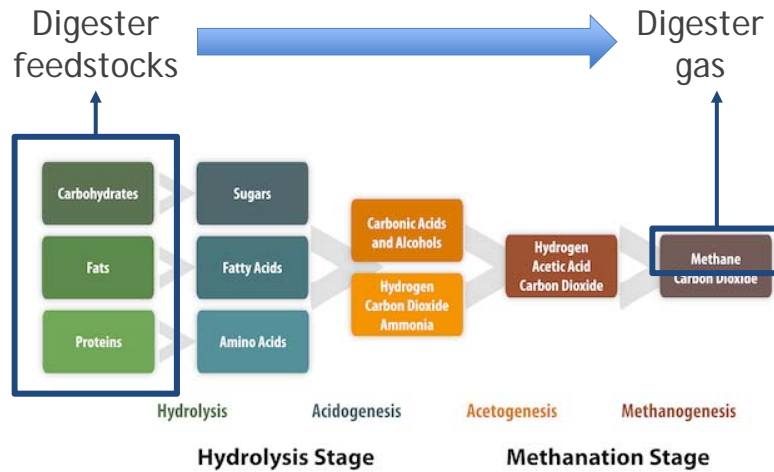 Digester
feedstocks
Digester
gas
Carbohydrates
Sugars
Carbonic Acids
and Alcohols
Fats
Fatty Acids
Hydrogen
Carbon Dioxide
Ammonia
Hydrogen
Acetic Acid
Carbon Dioxide
Methane
Carbon Dioxide
Proteins
Amino Acids
Hydrolysis
Acidogenesis
Acetogenesis
Methanogenesis
Hydrolysis Stage
Methanation Stage